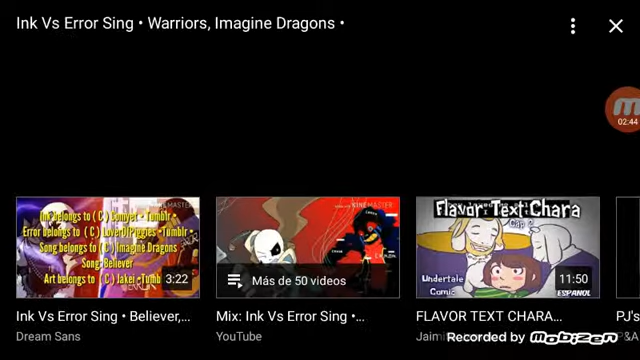 Ink Vs Error Sing • Warriors, Imagine Dragons •
02:44
Ink belongs to ( C ) Comyet • Tumblr •
Error belongs to ( C ) LoverOfPiggies •Tumblr •
Song belongs to ( C ) Imagine Dragons
Song: Believer
Art belongs to ( C ) Jakei •Tumb
3:22
KINEMASTER
Más de 50 videos
Flavor Text Chara
Undertale
Comic
11:50
ESPAÑOL
Ink Vs Error Sing • Believer,...
Dream Sans
Mix: Ink Vs Error Sing •...
YouTube
FLAVOR TEXT CHARA...
Jaimi
PJ's
P&A
Recorded by mobizen